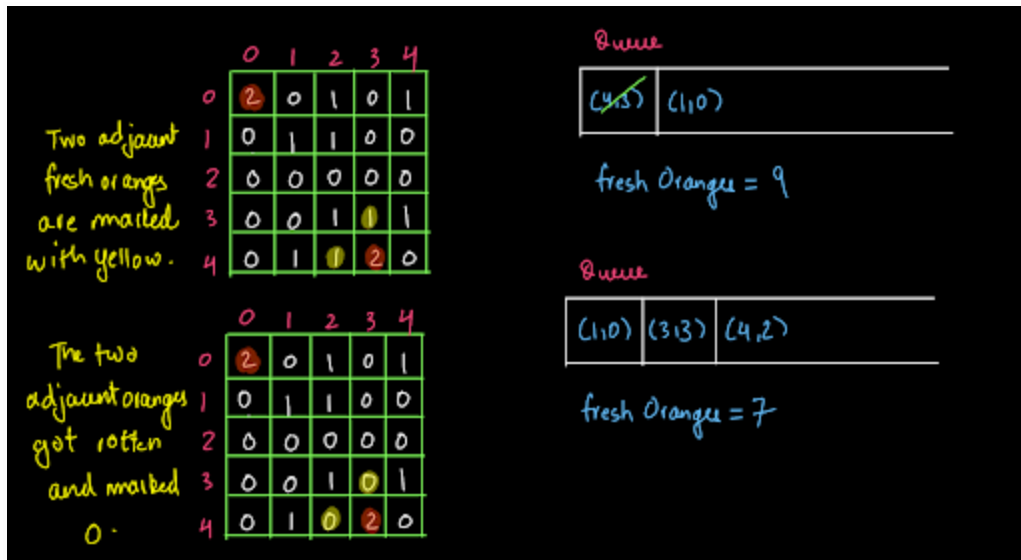 0 1 2 3 4
0 2 0 1 0 1
1 0 1 1 0 0
2 0 0 0 0 0
3 0 0 1 1 1
4 0 1 1 2 0
Two adjacent
fresh oranges
are marked
with yellow.
Queue
(4,3) (1,0)
fresh Oranges = 9
0 1 2 3 4
0 2 0 1 0 1
1 0 1 1 0 0
2 0 0 0 0 0
3 0 0 1 0 1
4 0 1 0 2 0
The two
adjacent oranges
got rotten
and marked
0.
Queue
(1,0) (3,3) (4,2)
fresh Oranges = 7